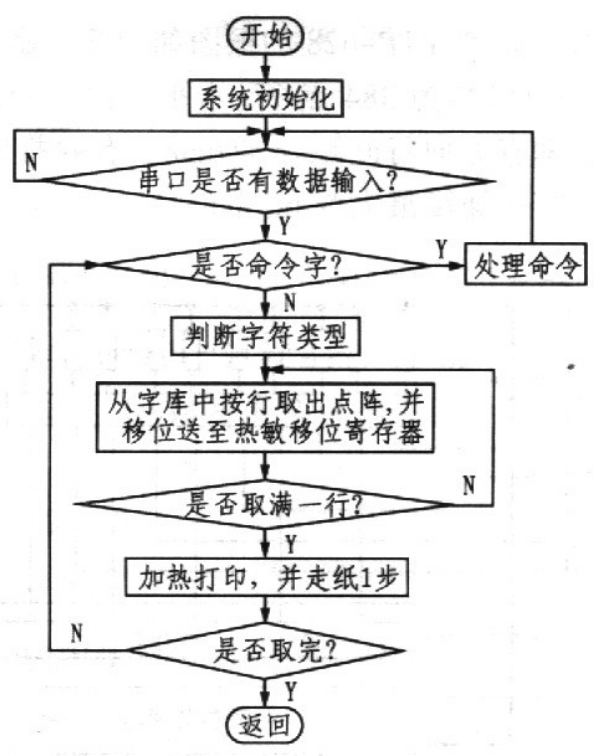 开始
系统初始化
N
串口是否有数据输入?
Y
是否命令字?
Y
处理命令
N
判断字符类型
从字库中按行取出点阵,并
移位送至热敏移位寄存器
是否取满一行?
N
Y
加热打印，并走纸1步
N
是否取完?
Y
返回